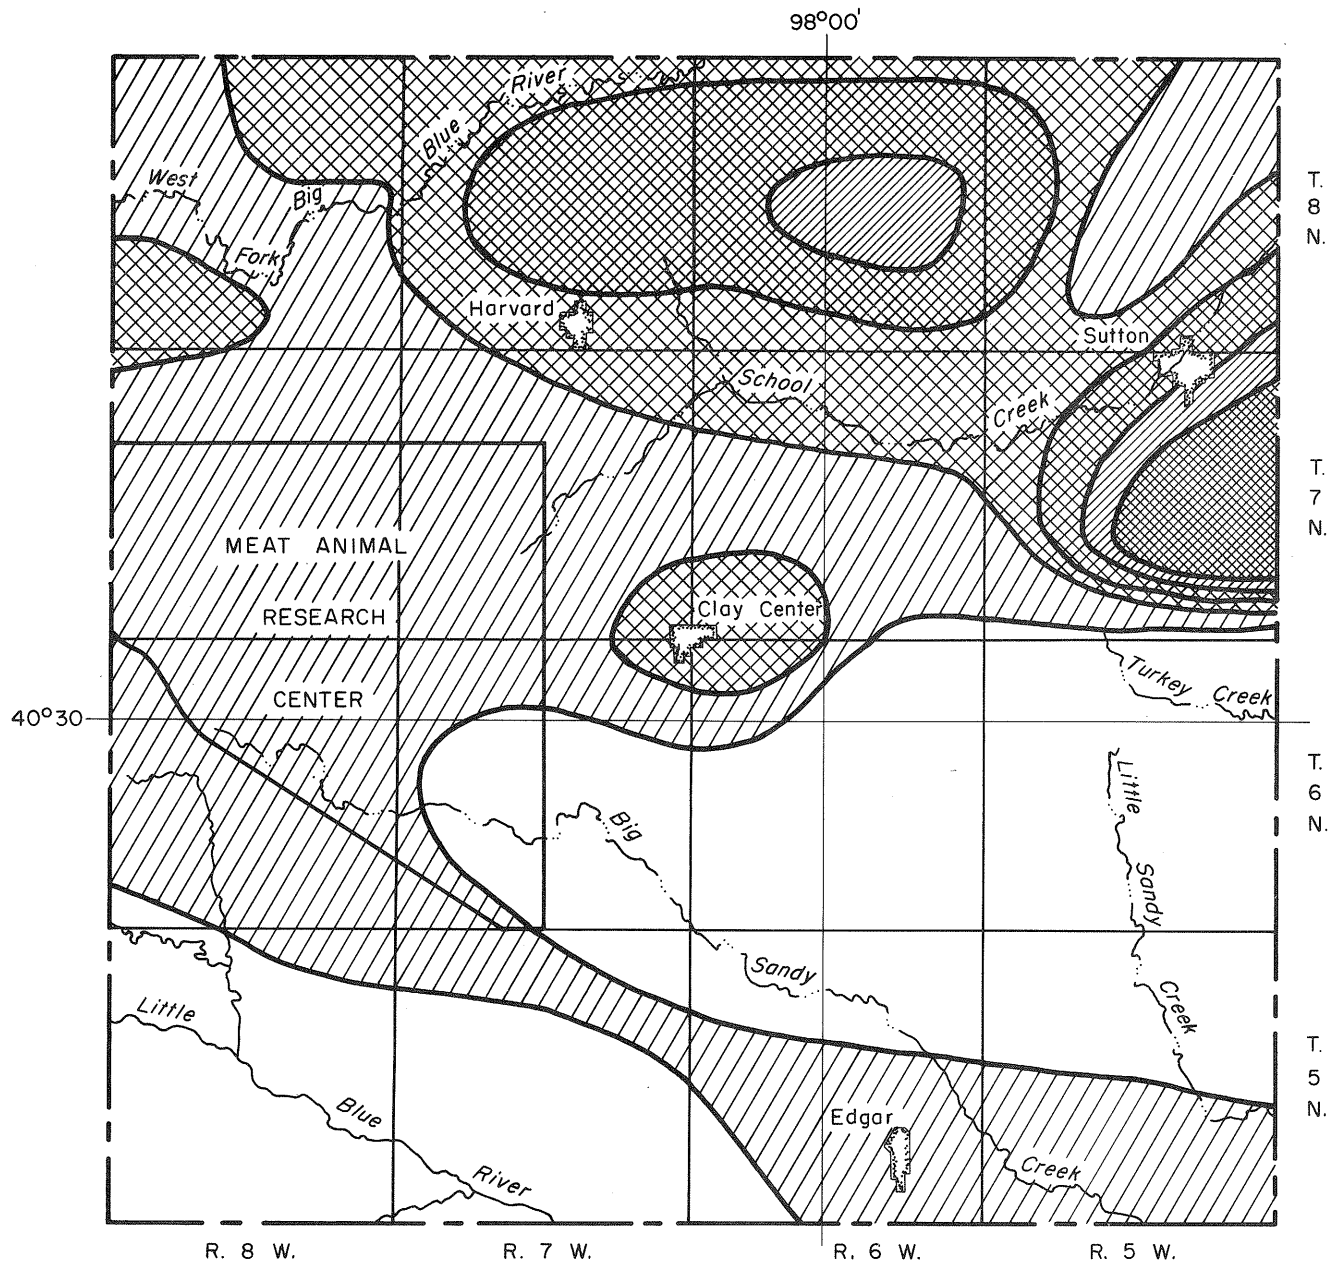 98°00'
River
Blue
West
Big
Fork
T.
8
N.
Harvard
Sutton
School
Creek
T.
7
N.
MEAT ANIMAL
RESEARCH
CENTER
Clay Center
Turkey Creek
40°30
Little
Sandy
Creek
T.
6
N.
Big
Sandy
Creek
Little
Blue
River
Edgar
T.
5
N.
R. 8 W.
R. 7 W.
R. 6 W.
R. 5 W.